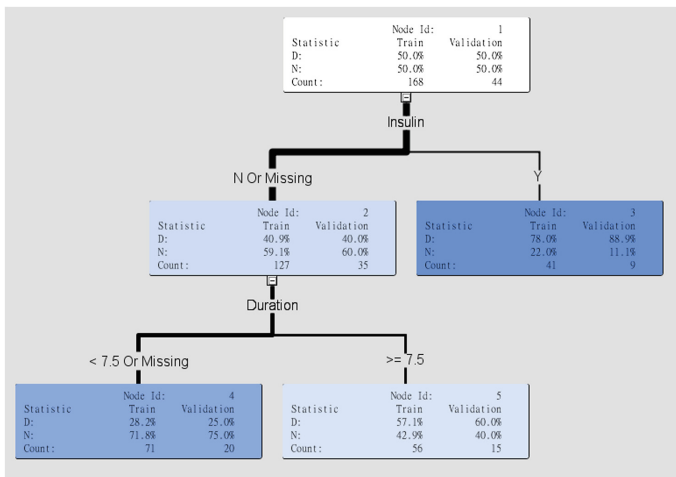 Node Id: 1
Statistic Train Validation
D: 50.0% 50.0%
N: 50.0% 50.0%
Count: 168 44
Insulin
N Or Missing
Y
Node Id: 2
Statistic Train Validation
D: 40.9% 40.0%
N: 59.1% 60.0%
Count: 127 35
Node Id: 3
Statistic Train Validation
D: 78.0% 88.9%
N: 22.0% 11.1%
Count: 41 9
Duration
< 7.5 Or Missing
>= 7.5
Node Id: 4
Statistic Train Validation
D: 28.2% 25.0%
N: 71.8% 75.0%
Count: 71 20
Node Id: 5
Statistic Train Validation
D: 57.1% 60.0%
N: 42.9% 40.0%
Count: 56 15